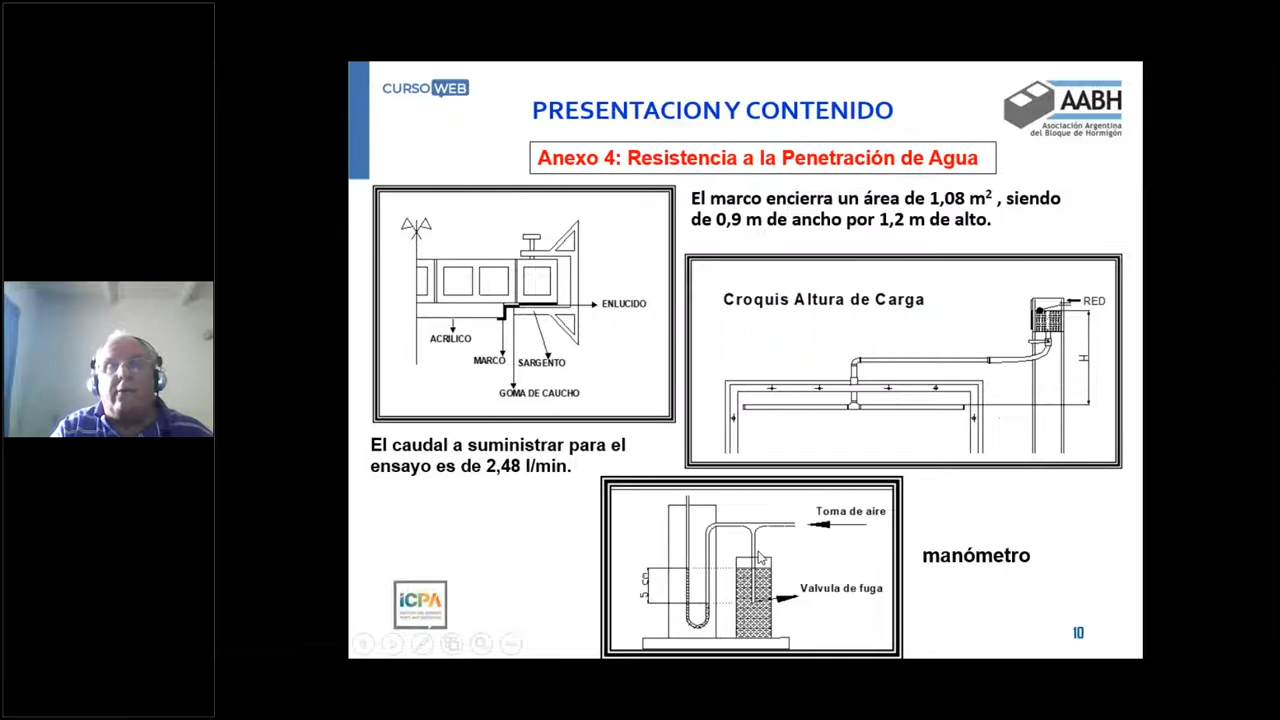 CURSO WEB
PRESENTACION Y CONTENIDO
AABH
Asociación Argentina
del Bloque de Hormigón
Anexo 4: Resistencia a la Penetración de Agua
El marco encierra un área de 1,08 m², siendo
de 0,9 m de ancho por 1,2 m de alto.
ENLUCIDO
ACRILICO
MARCO
SARGENTO
GOMA DE CAUCHO
Croquis Altura de Carga
RED
H
El caudal a suministrar para el
ensayo es de 2,48 l/min.
Toma de aire
Valvula de fuga
manómetro
iCPA
10